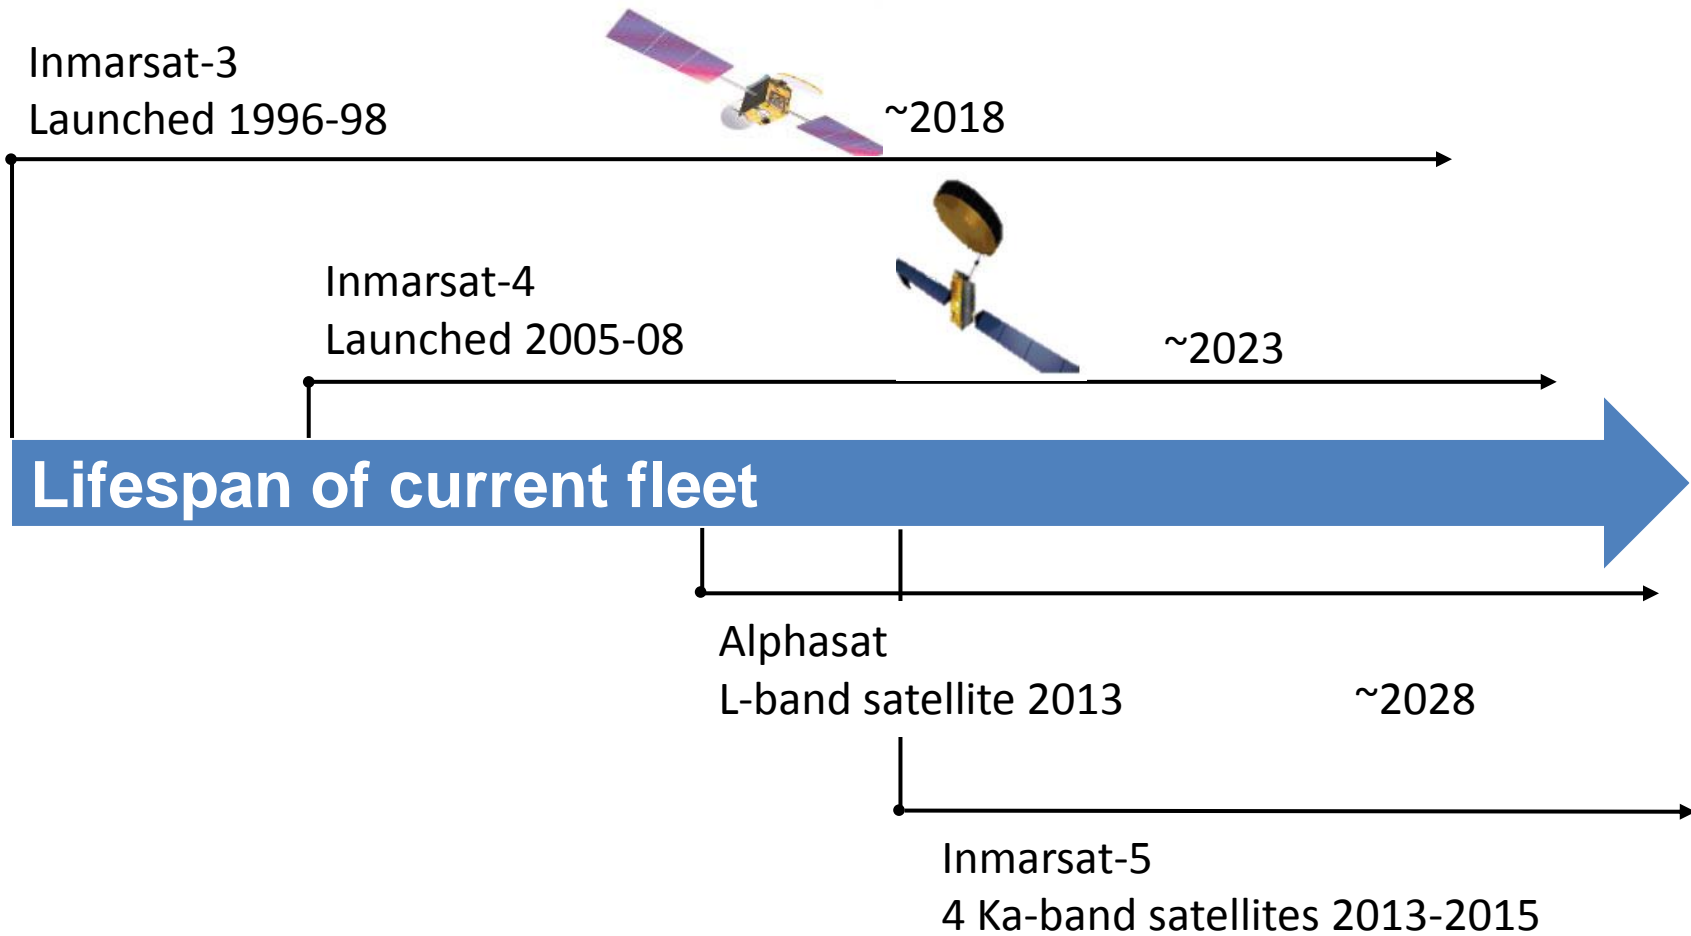 Inmarsat-3
Launched 1996-98
~2018
Inmarsat-4
Launched 2005-08
~2023
Lifespan of current fleet
Alphasat
L-band satellite 2013
~2028
Inmarsat-5
4 Ka-band satellites 2013-2015